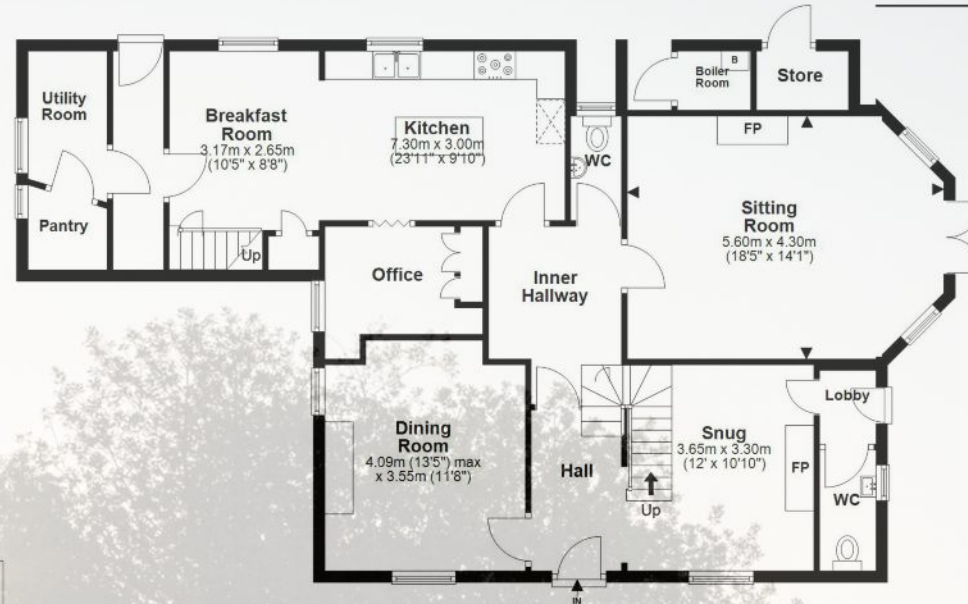 Utility
Room
Pantry
Breakfast
Room
3.17m x 2.65m
(10'5" x 8'8")
Up
Kitchen
7.30m x 3.00m
(23'11" x 9'10")
WC
Boiler
Room
B
Store
FP
Sitting
Room
5.60m x 4.30m
(18'5" x 14'1")
Office
Inner
Hallway
Dining
Room
4.09m (13'5") max
x 3.55m (11'8")
Hall
Up
Snug
3.65m x 3.30m
(12' x 10'10")
FP
Lobby
WC
IN